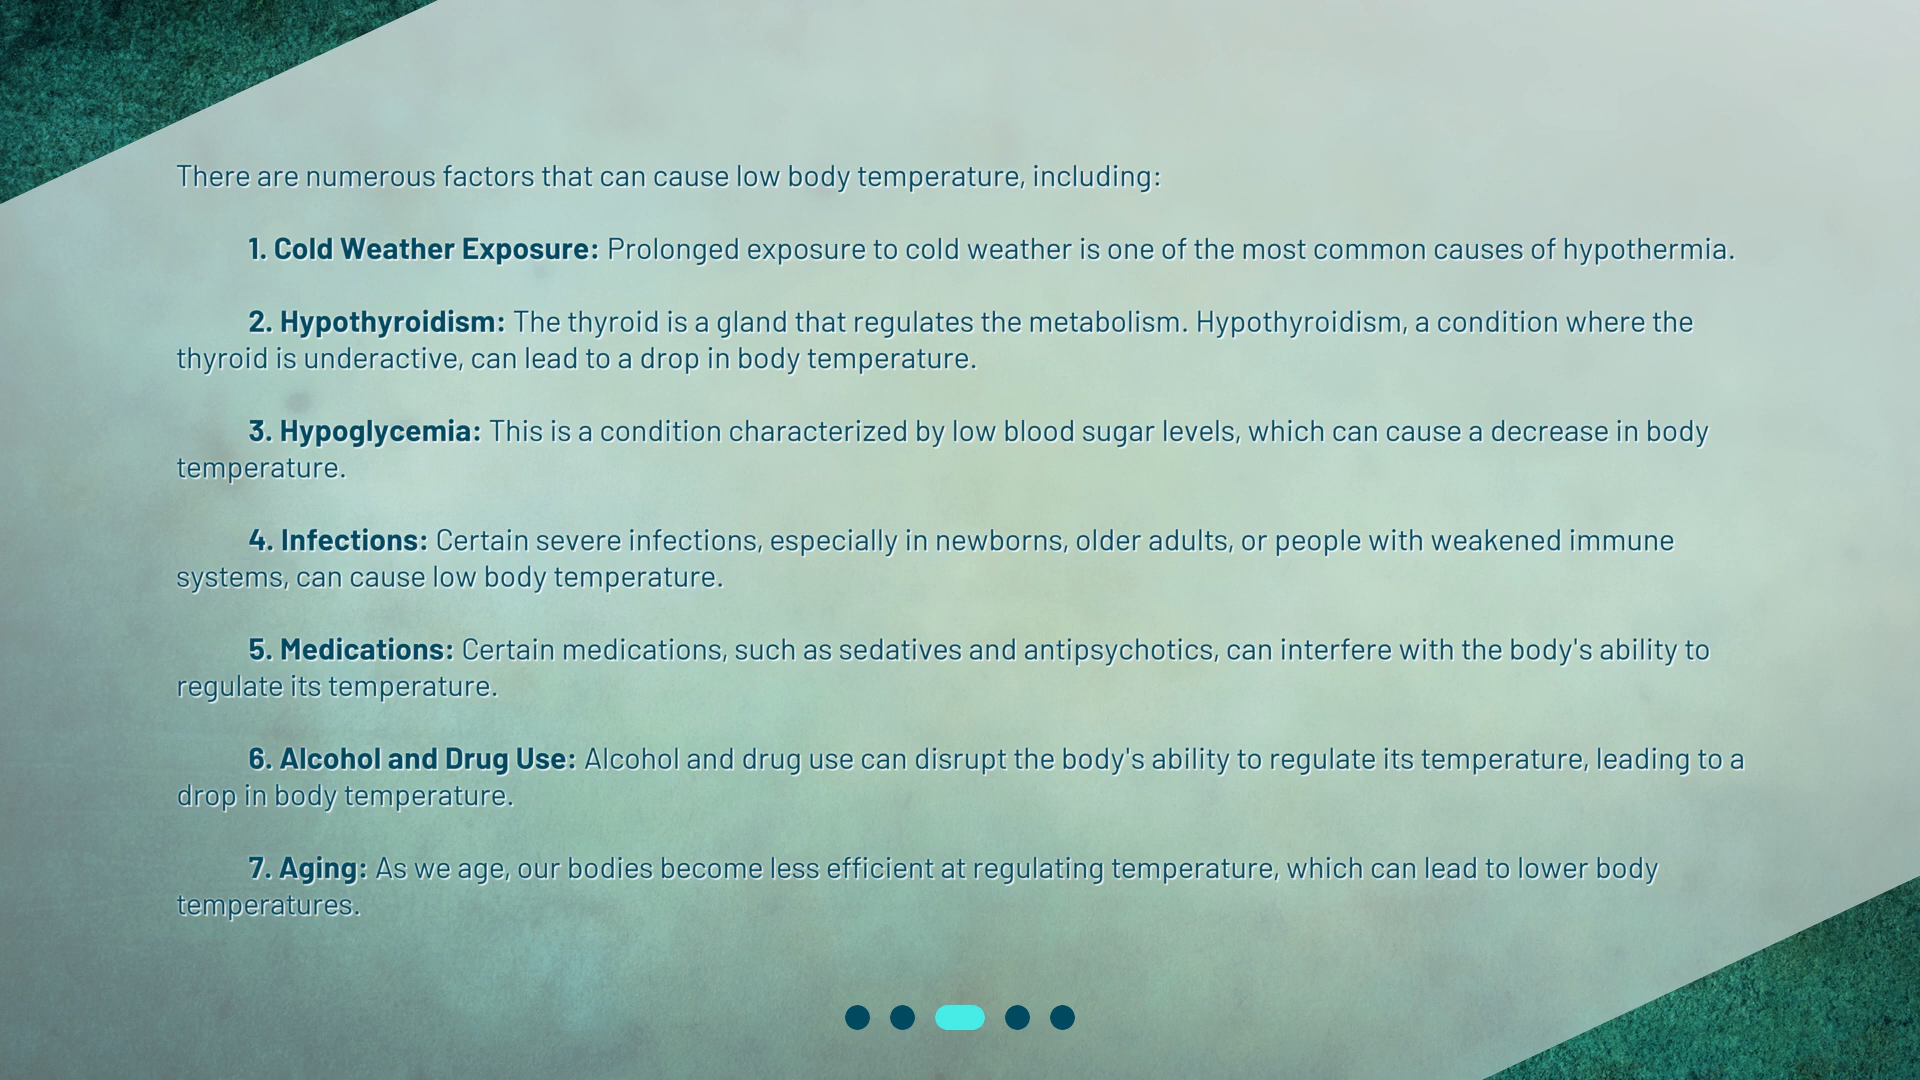 There are numerous factors that can cause low body temperature, including:
1. Cold Weather Exposure: Prolonged exposure to cold weather is one of the most common causes of hypothermia.
2. Hypothyroidism: The thyroid is a gland that regulates the metabolism. Hypothyroidism, a condition where the
thyroid is underactive, can lead to a drop in body temperature.
3. Hypoglycemia: This is a condition characterized by low blood sugar levels, which can cause a decrease in body
temperature.
4. Infections: Certain severe infections, especially in newborns, older adults, or people with weakened immune
systems, can cause low body temperature.
5. Medications: Certain medications, such as sedatives and antipsychotics, can interfere with the body's ability to
regulate its temperature.
6. Alcohol and Drug Use: Alcohol and drug use can disrupt the body's ability to regulate its temperature, leading to a
drop in body temperature.
7. Aging: As we age, our bodies become less efficient at regulating temperature, which can lead to lower body
temperatures.